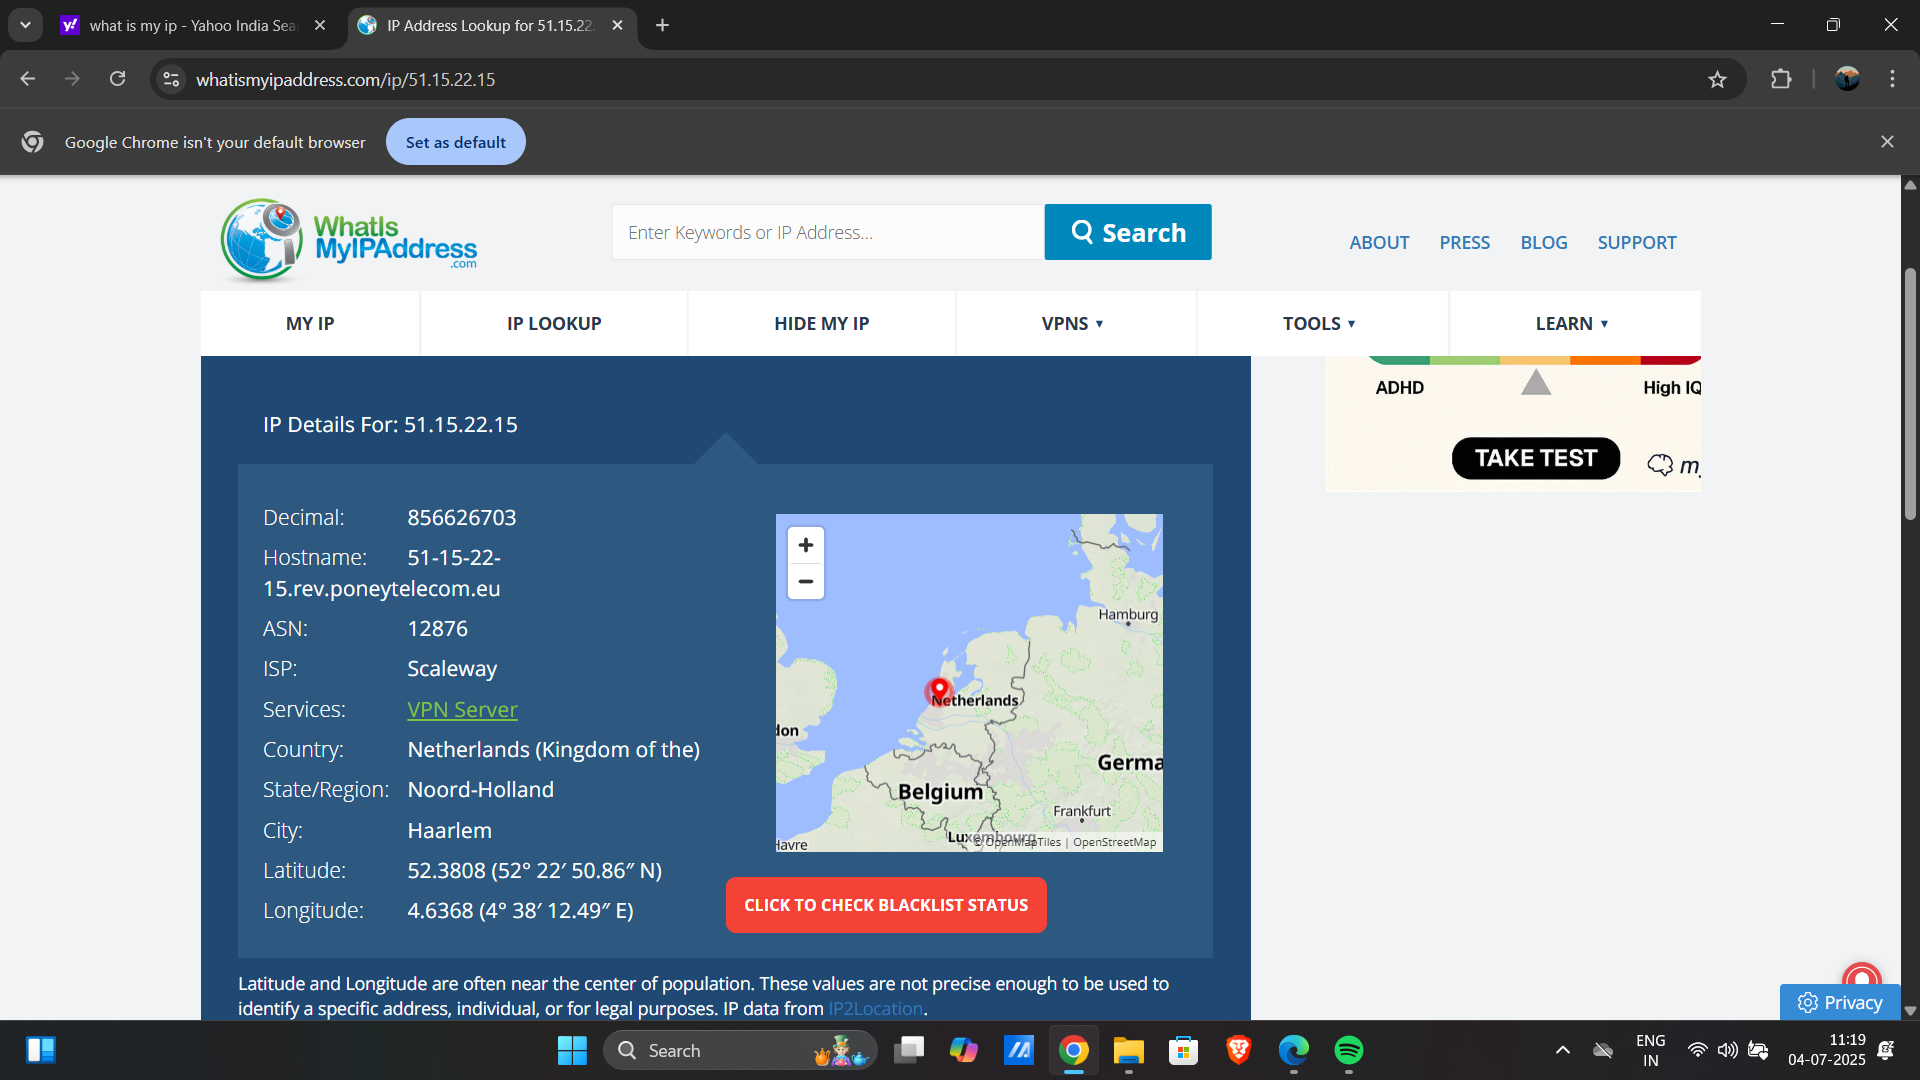 what is my ip - Yahoo India Sea
IP Address Lookup for 51.15.22.
whatismyipaddress.com/ip/51.15.22.15
Google Chrome isn't your default browser
Set as default
WhatIs
MyIPAddress
.com
Enter Keywords or IP Address...
Search
ABOUT
PRESS
BLOG
SUPPORT
MY IP
IP LOOKUP
HIDE MY IP
VPNS ▼
TOOLS ▼
LEARN ▼
ADHD
High IQ
TAKE TEST
my
IP Details For: 51.15.22.15
Decimal: 856626703
Hostname: 51-15-22-
15.rev.poneytelecom.eu
ASN: 12876
ISP: Scaleway
Services: VPN Server
Country: Netherlands (Kingdom of the)
State/Region: Noord-Holland
City: Haarlem
Latitude: 52.3808 (52° 22′ 50.86″ N)
Longitude: 4.6368 (4° 38′ 12.49″ E)
+
−
Hamburg
Netherlands
don
Germa
Belgium
Frankfurt
Luxembourg
Havre
© OpenMapTiles | OpenStreetMap
CLICK TO CHECK BLACKLIST STATUS
Latitude and Longitude are often near the center of population. These values are not precise enough to be used to
identify a specific address, individual, or for legal purposes. IP data from IP2Location.
Privacy
Search
ENG
IN
11:19
04-07-2025